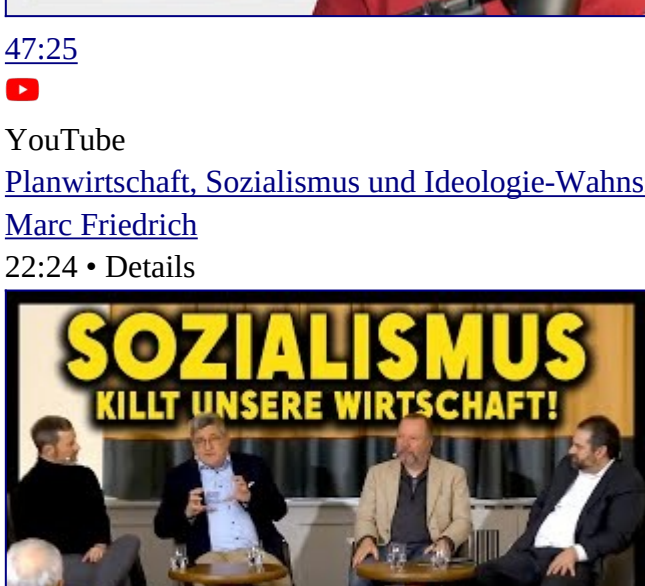 47:25
YouTube
Planwirtschaft, Sozialismus und Ideologie-Wahns
Marc Friedrich
22:24 • Details
SOZIALISMUS
KILLT UNSERE WIRTSCHAFT!